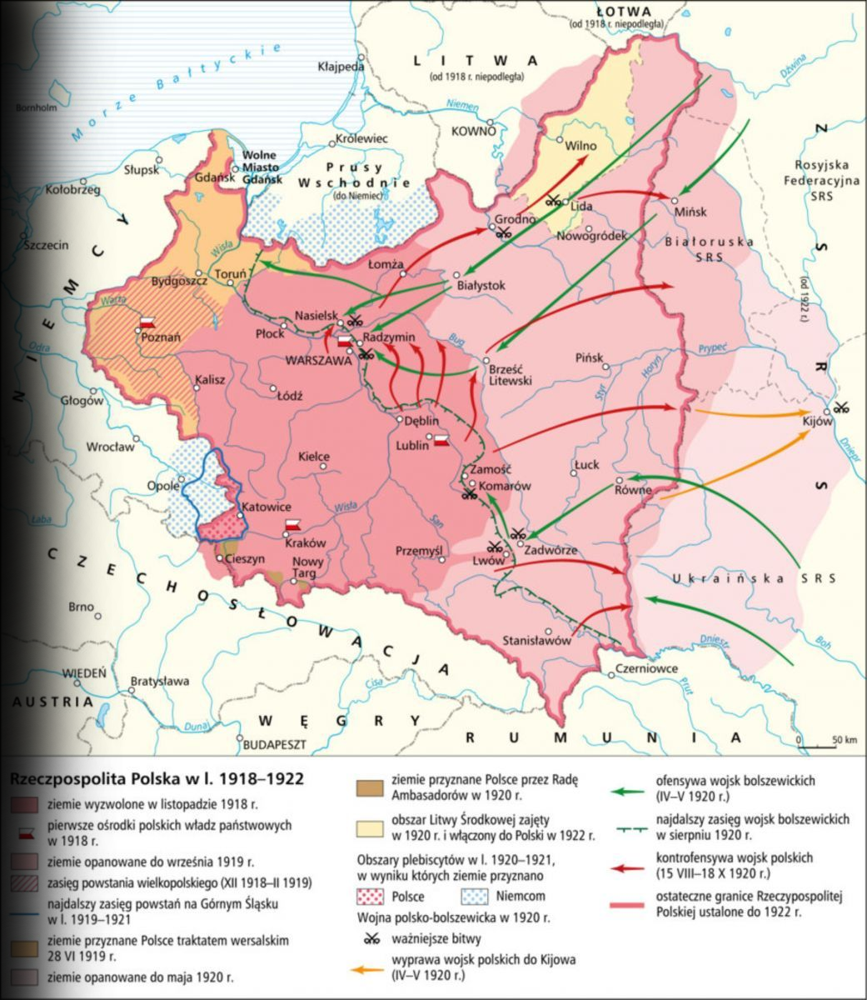 ŁOTWA
(od 1918 r. niepodległa)
LITWA
(od 1918 r. niepodległa)
Kłajpeda
Morze Bałtyckie
Bornholm
Dźwina
Niemen
KOWNO
Królewiec
Wilno
Wolne
Miasto
Gdańsk
Gdańsk
Słupsk
Kołobrzeg
Prusy
Wschodnie
(do Niemiec)
Rosyjska
Federacyjna
SRS
ZSRS
(od 1922 r.)
Lida
Mińsk
Grodno
Nowogródek
Białoruska
SRS
Szczecin
NIEMCY
Wisła
Toruń
Bydgoszcz
Łomża
Białystok
Warta
Poznań
Nasielsk
Płock
Radzymin
WARSZAWA
Bug
Odra
Brześć
Litewski
Pińsk
Prypeć
Styr
Horyń
Kalisz
Łódź
Głogów
Dęblin
Lublin
Kijów
Dniepr
Wrocław
Kielce
Zamość
Komarów
Łuck
Równe
Opole
Katowice
Wisła
San
Łaba
Kraków
Przemyśl
Lwów
Zadwórze
Cieszyn
Nowy
Targ
Ukraińska SRS
CZECHOSŁOWACJA
Brno
Stanisławów
Dniestr
Boh
Czerniowce
Prut
WIEDEŃ
Bratysława
Cisa
AUSTRIA
Dunaj
WĘGRY
BUDAPESZT
RUMUNIA
0 50 km
Rzeczpospolita Polska w l. 1918–1922
ziemie wyzwolone w listopadzie 1918 r.
pierwsze ośrodki polskich władz państwowych
w 1918 r.
ziemie opanowane do września 1919 r.
zasięg powstania wielkopolskiego (XII 1918–II 1919)
najdalszy zasięg powstań na Górnym Śląsku
w l. 1919–1921
ziemie przyznane Polsce traktatem wersalskim
28 VI 1919 r.
ziemie opanowane do maja 1920 r.
ziemie przyznane Polsce przez Radę
Ambasadorów w 1920 r.
obszar Litwy Środkowej zajęty
w 1920 r. i włączony do Polski w 1922 r.
Obszary plebiscytów w l. 1920–1921,
w wyniku których ziemie przyznano
Polsce
Niemcom
Wojna polsko-bolszewicka w 1920 r.
ważniejsze bitwy
wyprawa wojsk polskich do Kijowa
(IV–V 1920 r.)
ofensywa wojsk bolszewickich
(IV–V 1920 r.)
najdalszy zasięg wojsk bolszewickich
w sierpniu 1920 r.
kontrofensywa wojsk polskich
(15 VIII–18 X 1920 r.)
ostateczne granice Rzeczypospolitej
Polskiej ustalone do 1922 r.